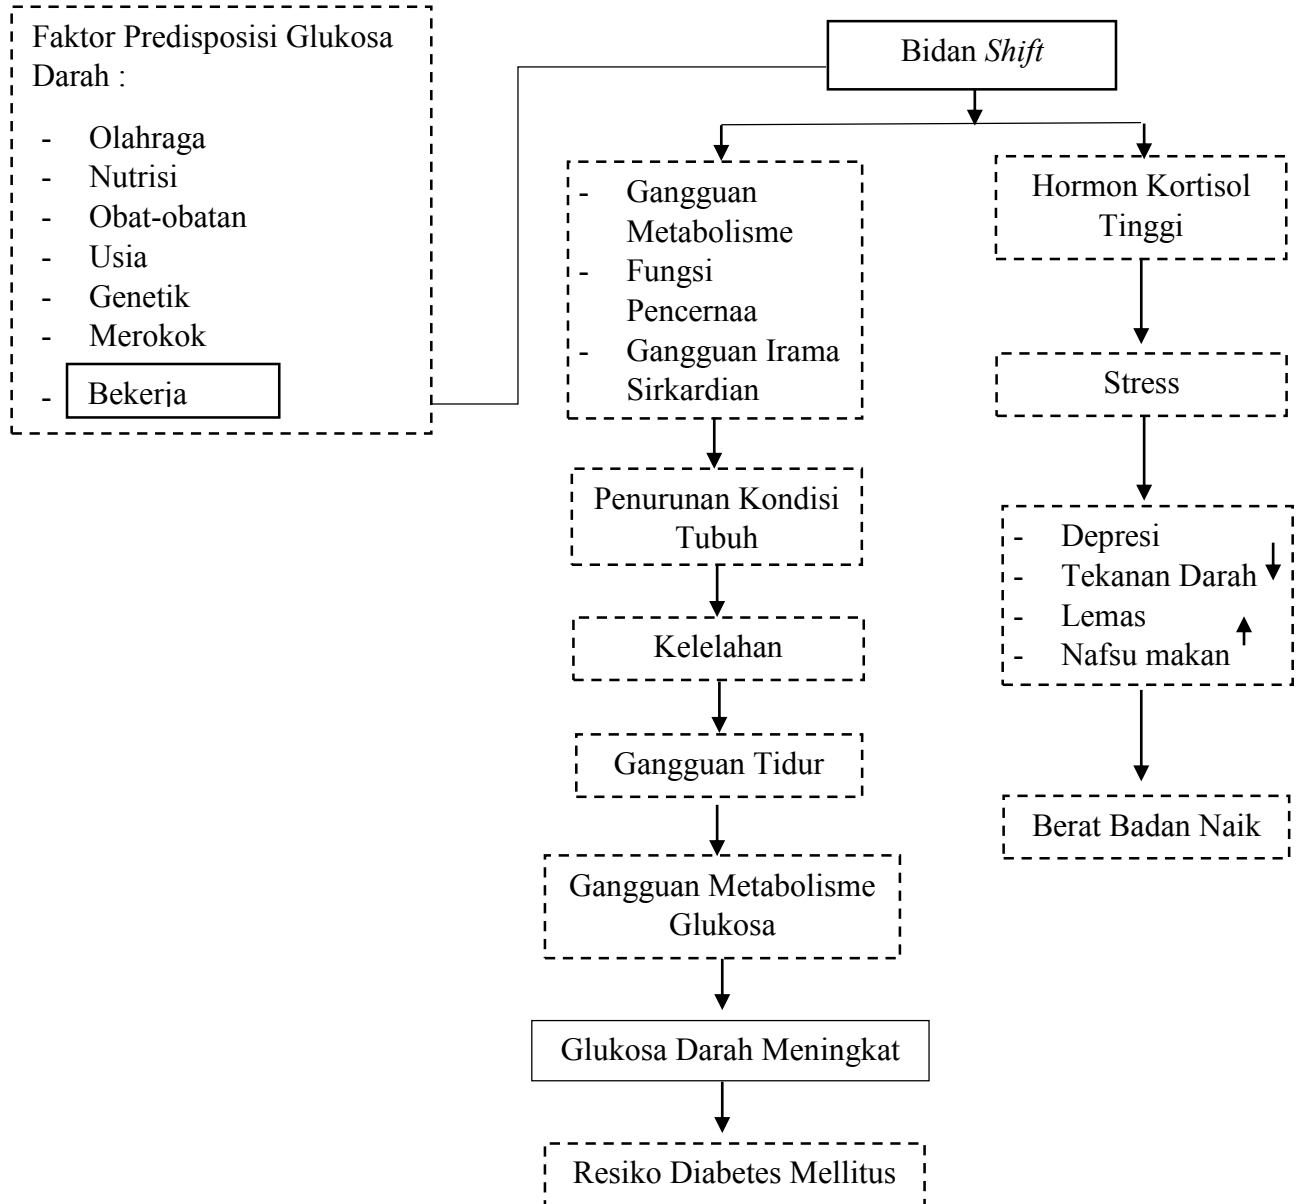 Faktor Predisposisi Glukosa
Darah :
- Olahraga
- Nutrisi
- Obat-obatan
- Usia
- Genetik
- Merokok
- Bekerja
Bidan Shift
- Gangguan
Metabolisme
- Fungsi
Pencernaa
- Gangguan Irama
Sirkardian
Penurunan Kondisi
Tubuh
Kelelahan
Gangguan Tidur
Gangguan Metabolisme
Glukosa
Glukosa Darah Meningkat
Resiko Diabetes Mellitus
Hormon Kortisol
Tinggi
Stress
- Depresi
- Tekanan Darah
- Lemas
- Nafsu makan
Berat Badan Naik